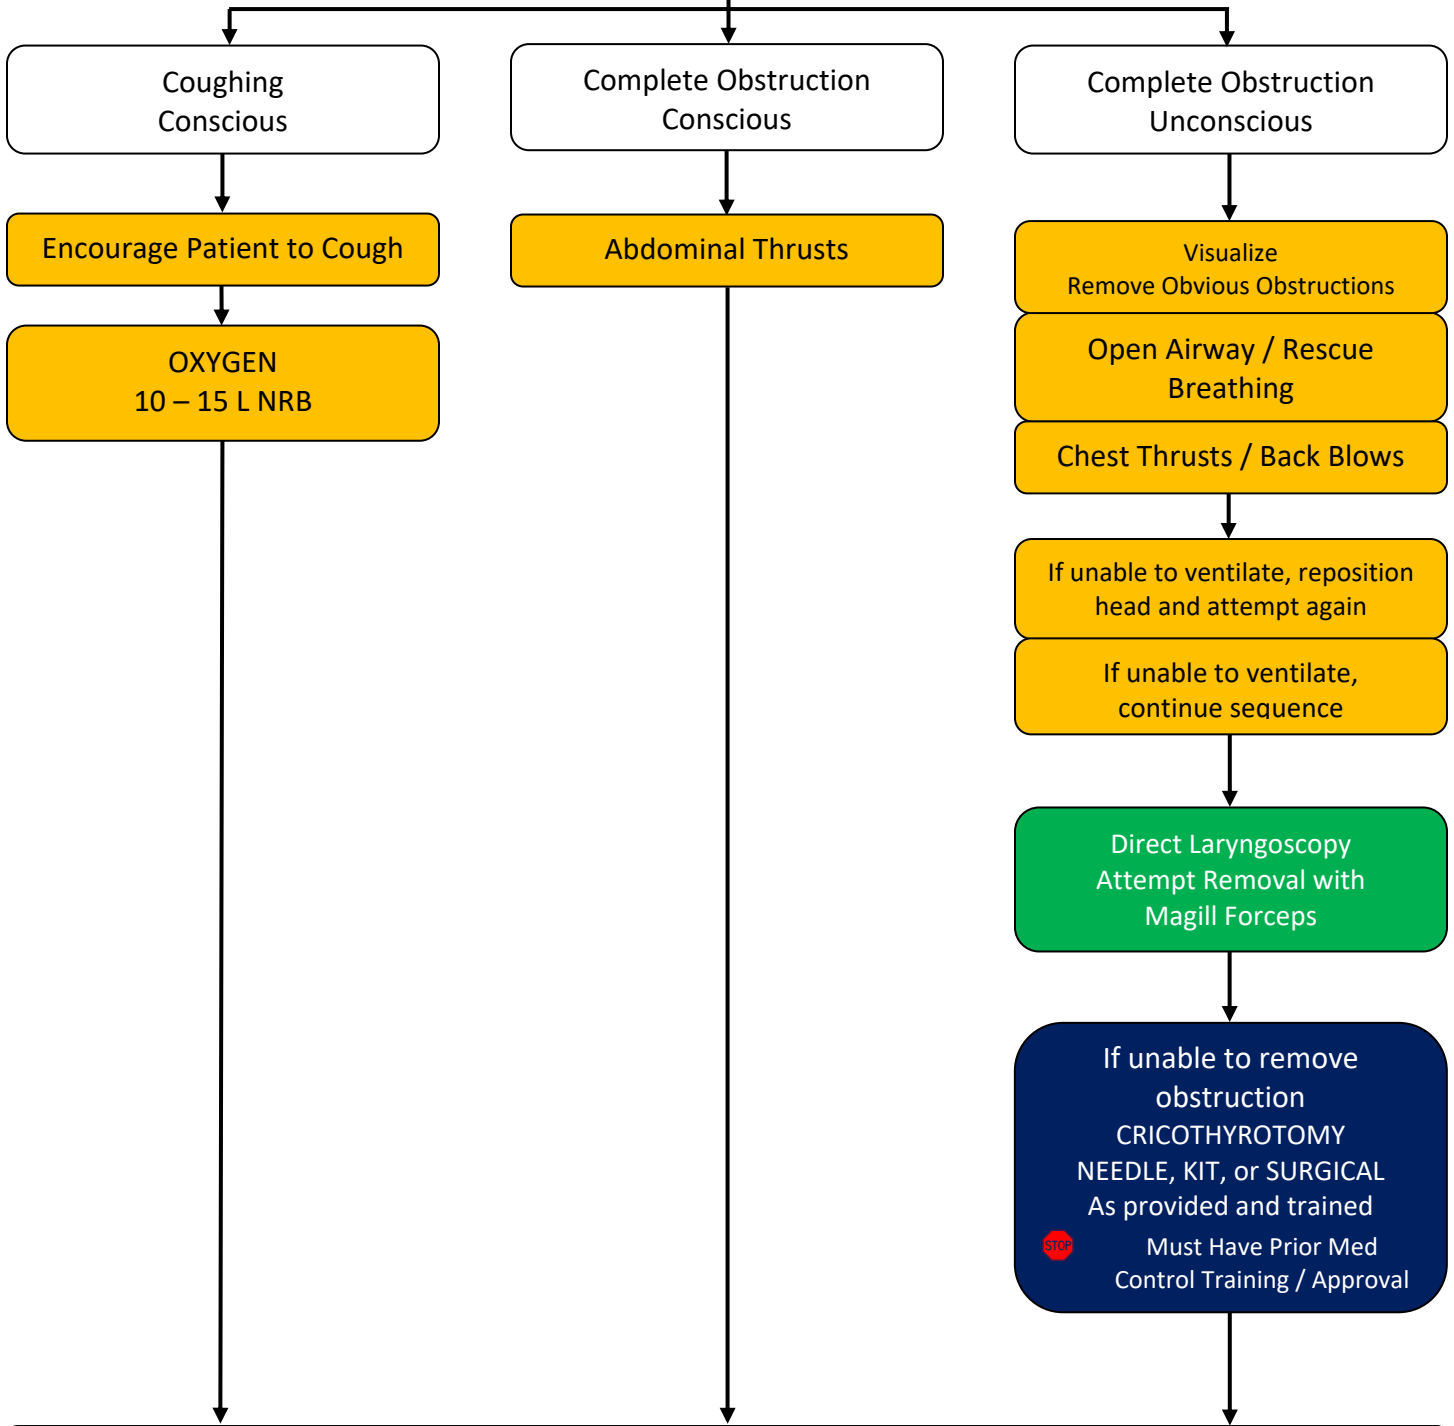 Coughing
Conscious
Complete Obstruction
Conscious
Complete Obstruction
Unconscious
Encourage Patient to Cough
OXYGEN
10 – 15 L NRB
Abdominal Thrusts
Visualize
Remove Obvious Obstructions
Open Airway / Rescue
Breathing
Chest Thrusts / Back Blows
If unable to ventilate, reposition
head and attempt again
If unable to ventilate,
continue sequence
Direct Laryngoscopy
Attempt Removal with
Magill Forceps
If unable to remove
obstruction
CRICOTHYROTOMY
NEEDLE, KIT, or SURGICAL
As provided and trained
STOP
Must Have Prior Med
Control Training / Approval